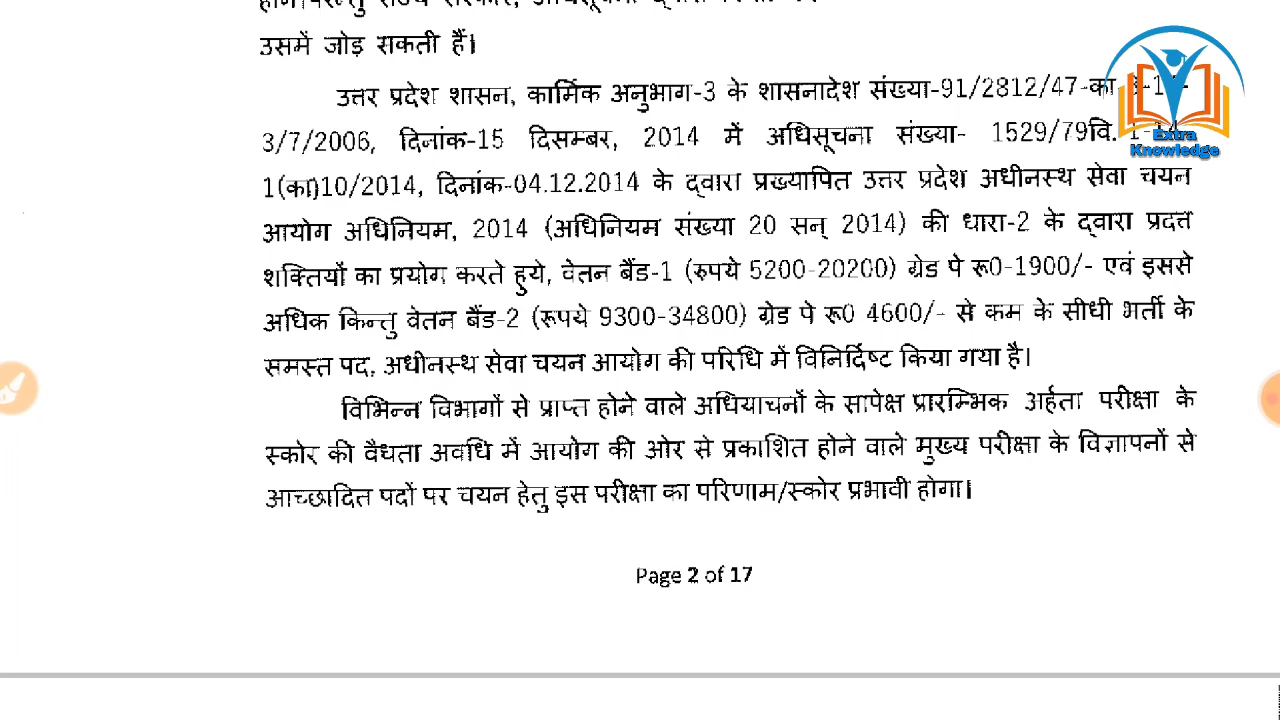 उसमें जोड़ सकती हैं।
उत्तर प्रदेश शासन, कार्मिक अनुभाग-3 के शासनादेश संख्या-91/2812/47-का
3/7/2006, दिनांक-15 दिसम्बर, 2014 में अधिसूचना संख्या- 1529/79वि.
1(का)10/2014, दिनांक-04.12.2014 के द्वारा प्रख्यापित उत्तर प्रदेश अधीनस्थ सेवा चयन
आयोग अधिनियम, 2014 (अधिनियम संख्या 20 सन् 2014) की धारा-2 के द्वारा प्रदत्त
शक्तियों का प्रयोग करते हुये, वेतन बैंड-1 (रुपये 5200-20200) ग्रेड पे रू0-1900/- एवं इससे
अधिक किन्तु वेतन बैंड-2 (रूपये 9300-34800) ग्रेड पे रू0 4600/- से कम के सीधी भर्ती के
समस्त पद, अधीनस्थ सेवा चयन आयोग की परिधि में विनिर्दिष्ट किया गया है।
विभिन्न विभागों से प्राप्त होने वाले अधियाचनों के सापेक्ष प्रारम्भिक अर्हता परीक्षा के
स्कोर की वैधता अवधि में आयोग की ओर से प्रकाशित होने वाले मुख्य परीक्षा के विज्ञापनों से
आच्छादित पदों पर चयन हेतु इस परीक्षा का परिणाम/स्कोर प्रभावी होगा।
Page 2 of 17
Extra
Knowledge